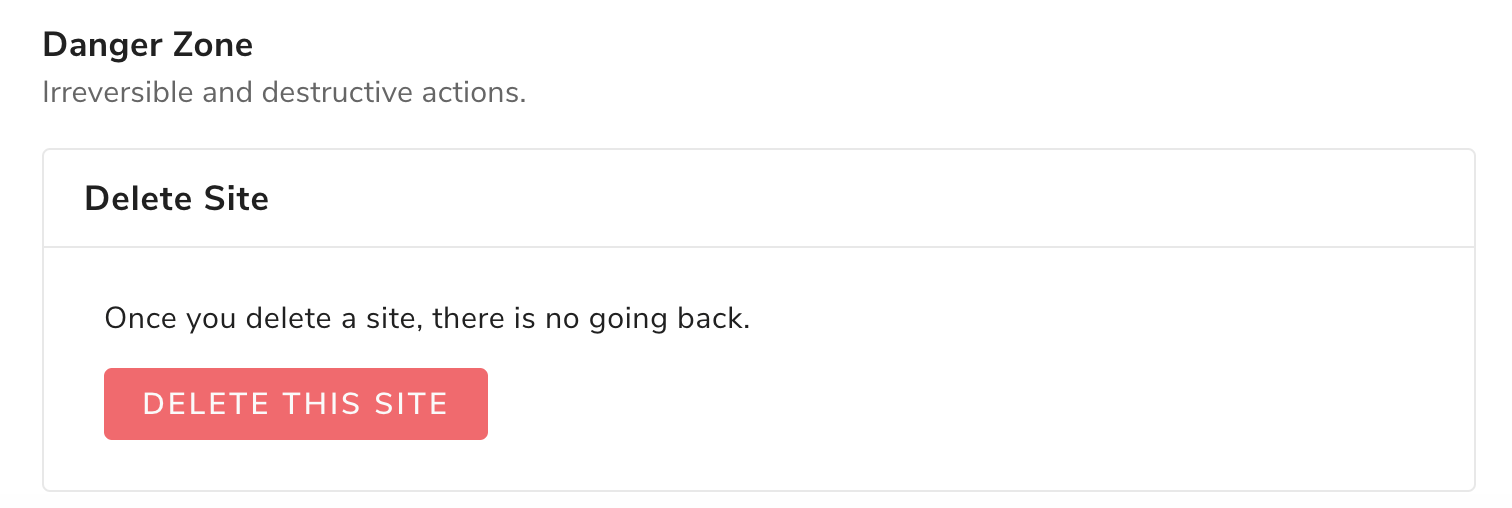 Danger Zone
Irreversible and destructive actions.
Delete Site
Once you delete a site, there is no going back.
DELETE THIS SITE